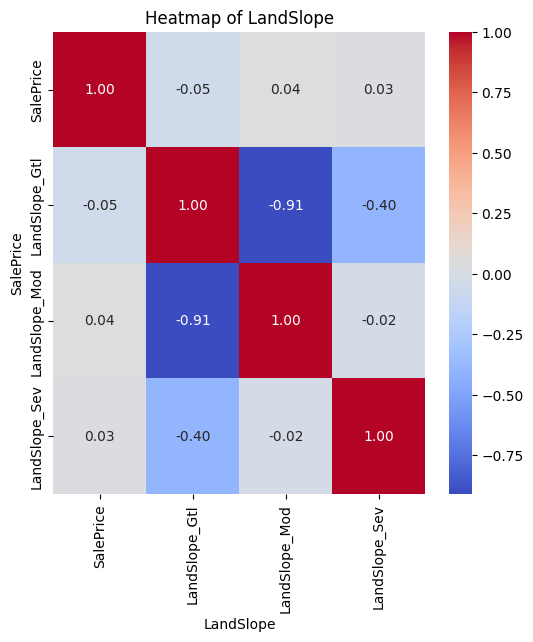 Heatmap of LandSlope
SalePrice
SalePrice
LandSlope_Gtl
LandSlope_Mod
LandSlope_Sev
1.00 -0.05 0.04 0.03
-0.05 1.00 -0.91 -0.40
0.04 -0.91 1.00 -0.02
0.03 -0.40 -0.02 1.00
SalePrice
LandSlope_Gtl
LandSlope_Mod
LandSlope_Sev
LandSlope
1.00
0.75
0.50
0.25
0.00
−0.25
−0.50
−0.75